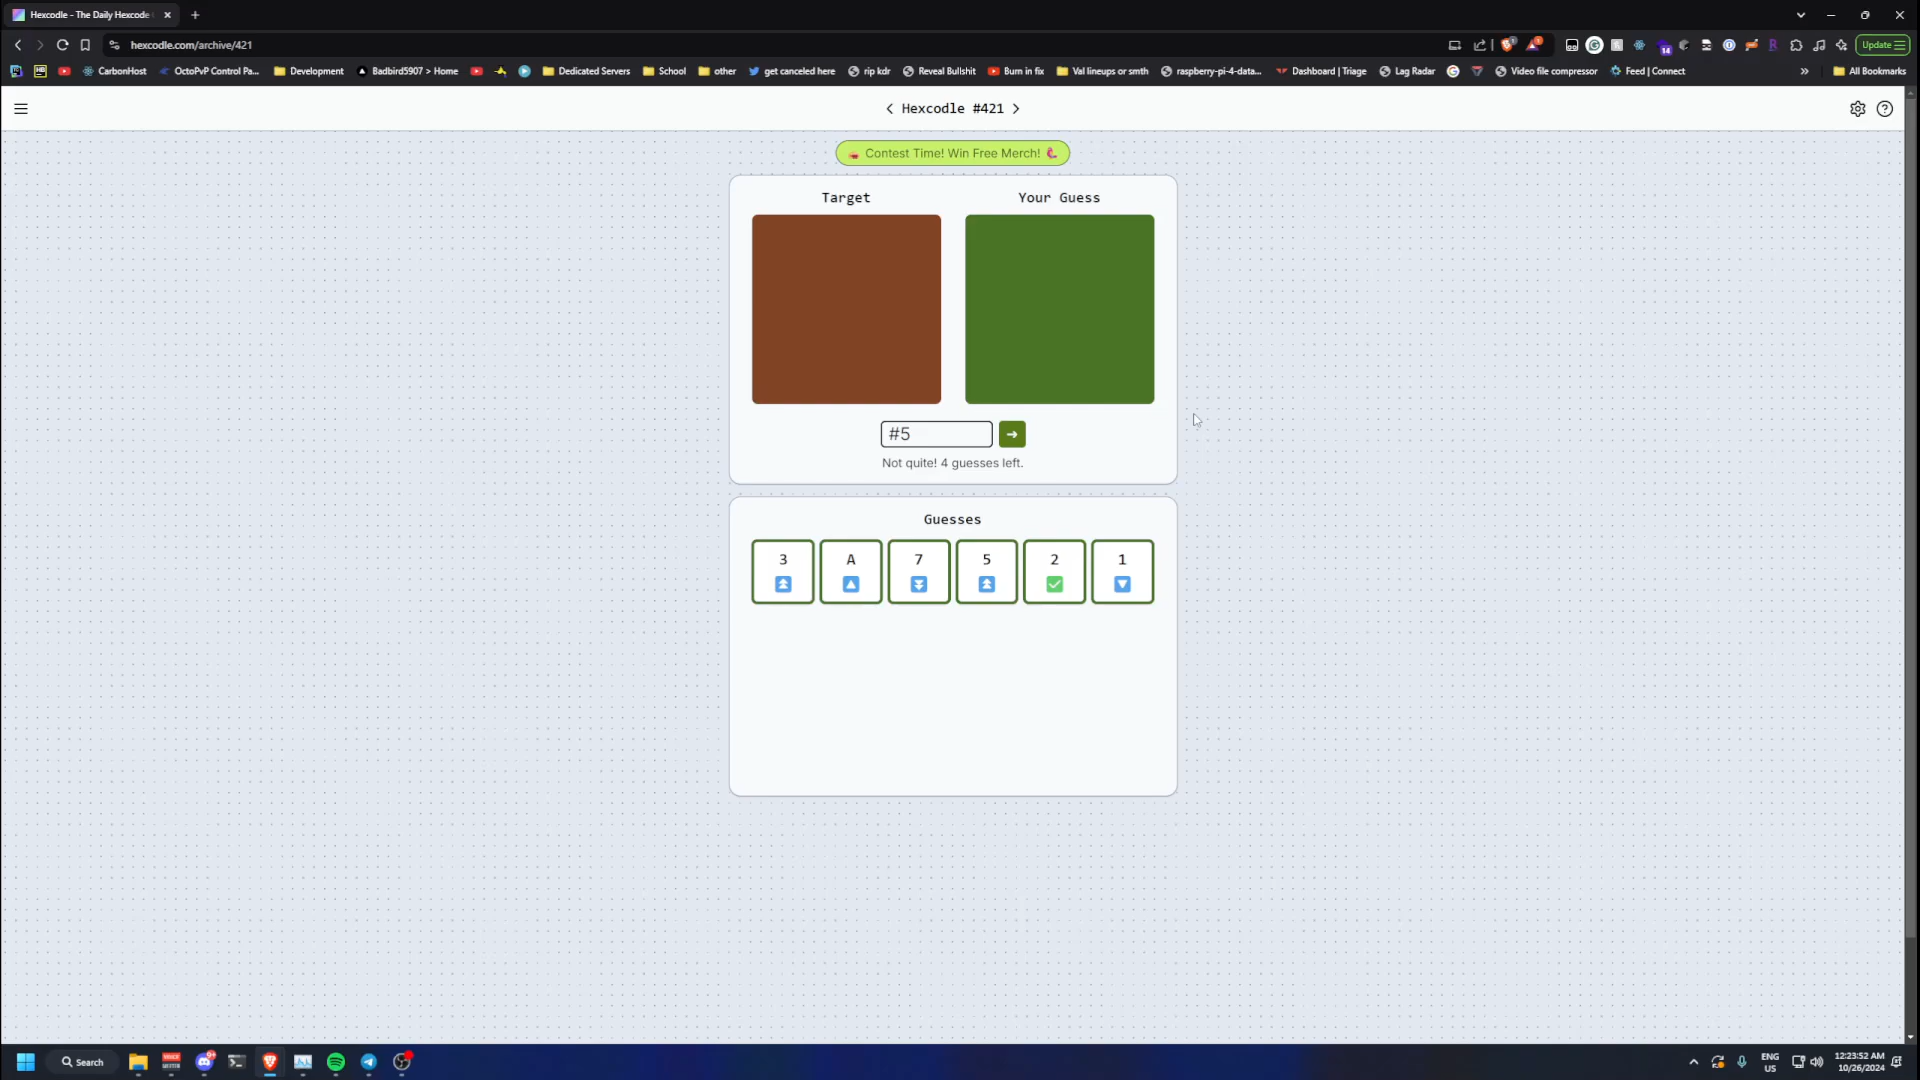 Hexcodle - The Daily Hexcode
hexcodle.com/archive/421
14
Update
CarbonHost
OctoPvP Control Pa...
Development
Badbird5907 > Home
Dedicated Servers
School
other
get canceled here
rip kdr
Reveal Bullshit
Burn in fix
Val lineups or smth
raspberry-pi-4-data...
Dashboard | Triage
Lag Radar
Video file compressor
Feed | Connect
All Bookmarks
Hexcodle #421
Contest Time! Win Free Merch!
Target
Your Guess
#5
Not quite! 4 guesses left.
Guesses
3 A 7 5 2 1
Search
ENG
US
12:23:52 AM
10/26/2024